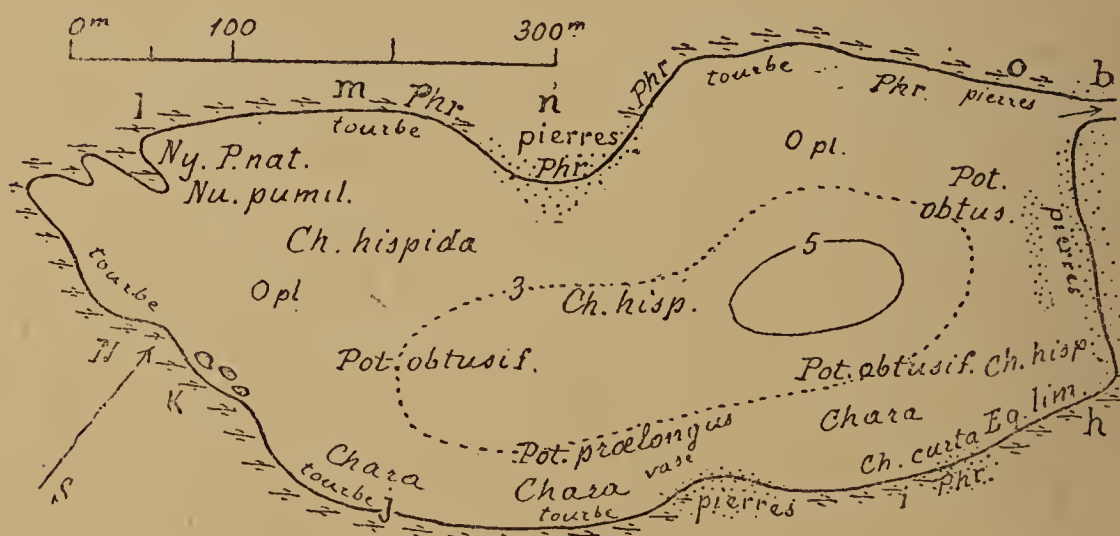 0ᵐ 100 300ᵐ
l m Phr. n Phr. tourbe Phr. pierres o b
tourbe pierres
Phr.
Ny. P. nat.
Nu. pumil.
O pl.
Pot.
obtus.
pierres
Ch. hispida
5
tourbe
O pl
3
Ch. hisp.
N
K
Pot. obtusif.
Pot. obtusif. Ch. hisp.
S
Chara
Pot. prælongus
Chara
Ch. curta Eq. lim.
h
tourbe j
Chara vase
tourbe
pierres
i Phr.